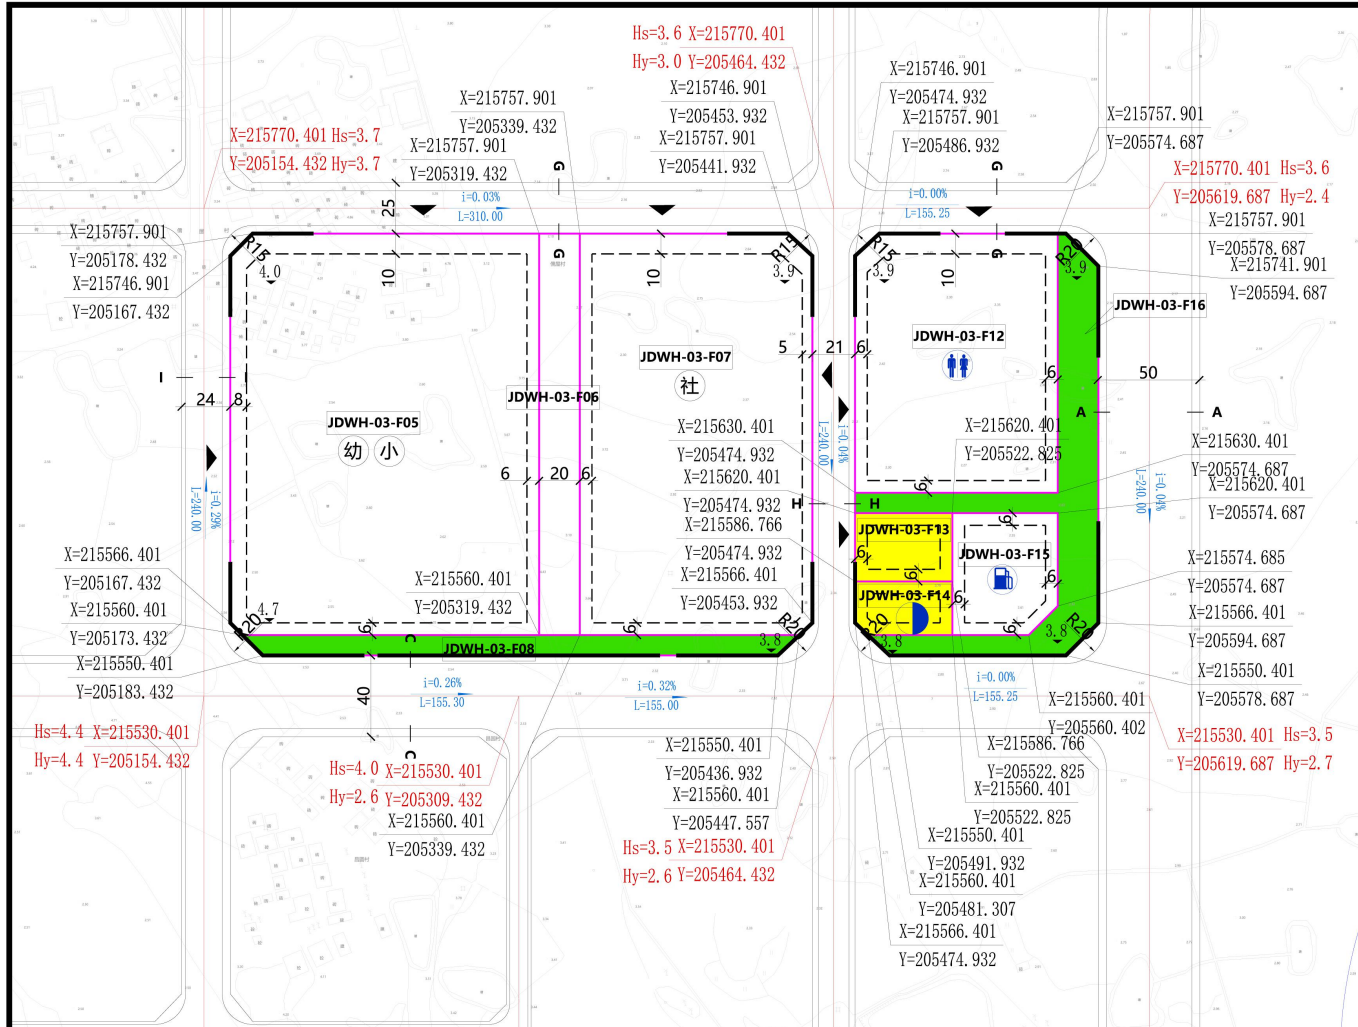 Hs=3.6 X=215770.401
Hy=3.0 Y=205464.432
X=215746.901
Y=205474.932
X=215757.901
Y=205486.932
X=215746.901
Y=205453.932
X=215757.901
Y=205441.932
X=215757.901
Y=205339.432
X=215757.901
Y=205319.432
X=215757.901
Y=205574.687
X=215770.401 Hs=3.7
Y=205154.432 Hy=3.7
X=215770.401 Hs=3.6
Y=205619.687 Hy=2.4
G
G
25
i=0.03%
L=310.00
i=0.00%
L=155.25
X=215757.901
Y=205178.432
X=215746.901
Y=205167.432
X=215757.901
Y=205578.687
X=215741.901
Y=205594.687
R15
4.0
10
G
10
R15
3.9
R15
3.9
10
G
R20
3.9
JDWH-03-F16
JDWH-03-F12
JDWH-03-F07
社
5
21
6
6
50
I
I
24
8
JDWH-03-F06
JDWH-03-F05
幼
小
A
A
X=215630.401
Y=205474.932
X=215620.401
Y=205474.932
X=215586.766
Y=205474.932
X=215566.401
Y=205453.932
X=215620.401
Y=205522.825
L=240.00
i=0.04%
X=215630.401
Y=205574.687
X=215620.401
Y=205574.687
i=0.04%
L=240.00
6
20
6
L=240.00
i=0.29%
6
H
H
JDWH-03-F13
6
6
6
JDWH-03-F15
6
6
JDWH-03-F14
X=215566.401
Y=205167.432
X=215560.401
Y=205173.432
X=215550.401
Y=205183.432
X=215560.401
Y=205319.432
X=215574.685
Y=205574.687
X=215566.401
Y=205594.687
X=215550.401
Y=205578.687
4.7
R20
6
C
6
R20
3.8
R20
3.8
6
3.8
R20
JDWH-03-F08
40
i=0.26%
L=155.30
i=0.32%
L=155.00
i=0.00%
L=155.25
C
Hs=4.4 X=215530.401
Hy=4.4 Y=205154.432
Hs=4.0 X=215530.401
Hy=2.6 Y=205309.432
X=215560.401
Y=205339.432
X=215550.401
Y=205436.932
X=215560.401
Y=205447.557
Hs=3.5 X=215530.401
Hy=2.6 Y=205464.432
X=215560.401
Y=205560.402
X=215586.766
Y=205522.825
X=215560.401
Y=205522.825
X=215550.401
Y=205491.932
X=215560.401
Y=205481.307
X=215566.401
Y=205474.932
X=215530.401 Hs=3.5
Y=205619.687 Hy=2.7